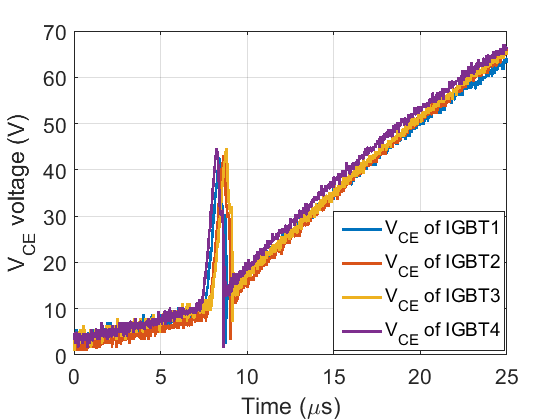 70
60
50
40
30
20
10
0
V_CE voltage (V)
V_CE of IGBT1
V_CE of IGBT2
V_CE of IGBT3
V_CE of IGBT4
0 5 10 15 20 25
Time (μs)